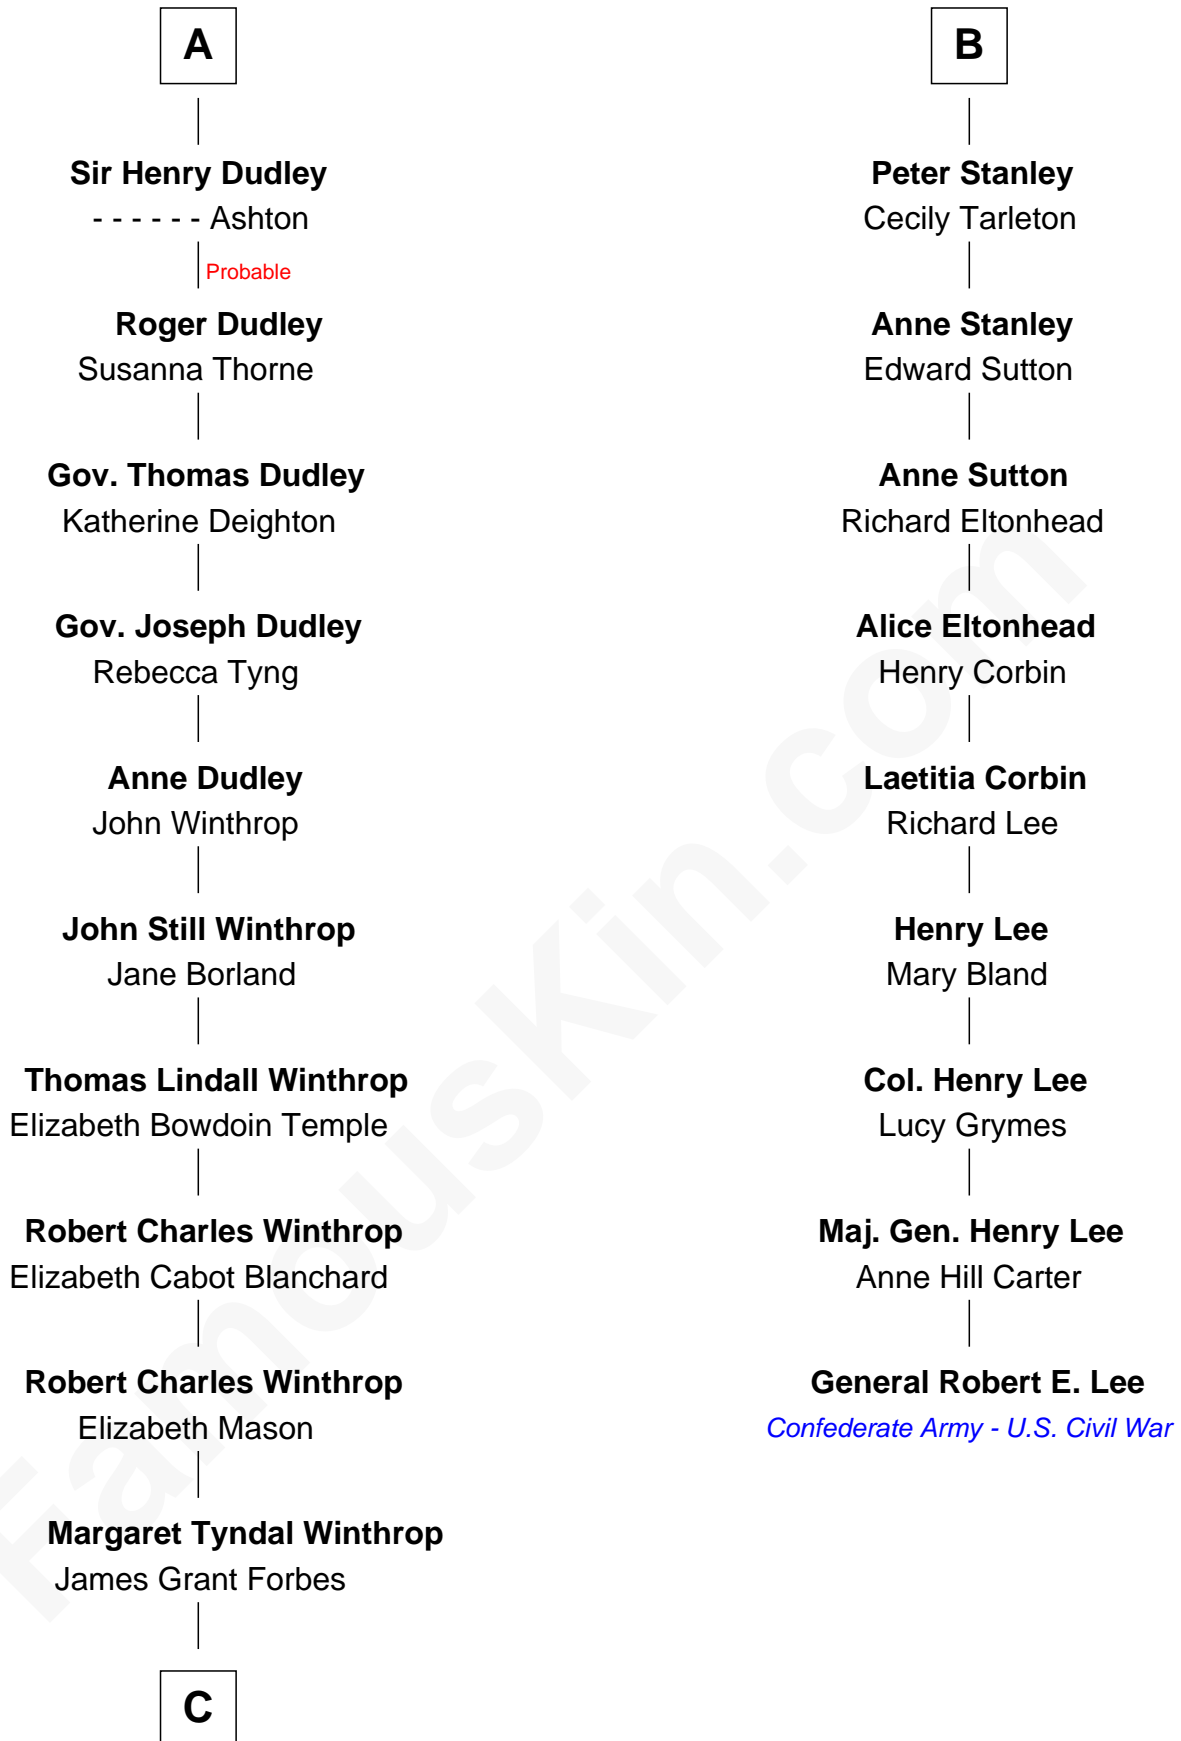 A
Sir Henry Dudley
- - - - - - Ashton
Probable
Roger Dudley
Susanna Thorne
Gov. Thomas Dudley
Katherine Deighton
Gov. Joseph Dudley
Rebecca Tyng
Anne Dudley
John Winthrop
John Still Winthrop
Jane Borland
Thomas Lindall Winthrop
Elizabeth Bowdoin Temple
Robert Charles Winthrop
Elizabeth Cabot Blanchard
Robert Charles Winthrop
Elizabeth Mason
Margaret Tyndal Winthrop
James Grant Forbes
C
B
Peter Stanley
Cecily Tarleton
Anne Stanley
Edward Sutton
Anne Sutton
Richard Eltonhead
Alice Eltonhead
Henry Corbin
Laetitia Corbin
Richard Lee
Henry Lee
Mary Bland
Col. Henry Lee
Lucy Grymes
Maj. Gen. Henry Lee
Anne Hill Carter
General Robert E. Lee
Confederate Army - U.S. Civil War
FamousKin.com